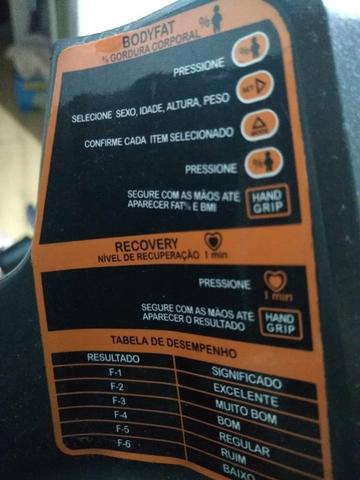 BODYFAT %
% GORDURA CORPORAL
PRESSIONE %
SELECIONE SEXO, IDADE, ALTURA, PESO SET
CONFIRME CADA ITEM SELECIONADO MODE
PRESSIONE %
SEGURE COM AS MÃOS ATÉ
APARECER FAT% E BMI
HAND
GRIP
RECOVERY
NÍVEL DE RECUPERAÇÃO 1 min
PRESSIONE 1 min
SEGURE COM AS MÃOS ATÉ
APARECER O RESULTADO
HAND
GRIP
TABELA DE DESEMPENHO
RESULTADO SIGNIFICADO
F-1 EXCELENTE
F-2 MUITO BOM
F-3 BOM
F-4 REGULAR
F-5 RUIM
F-6 BAIXO